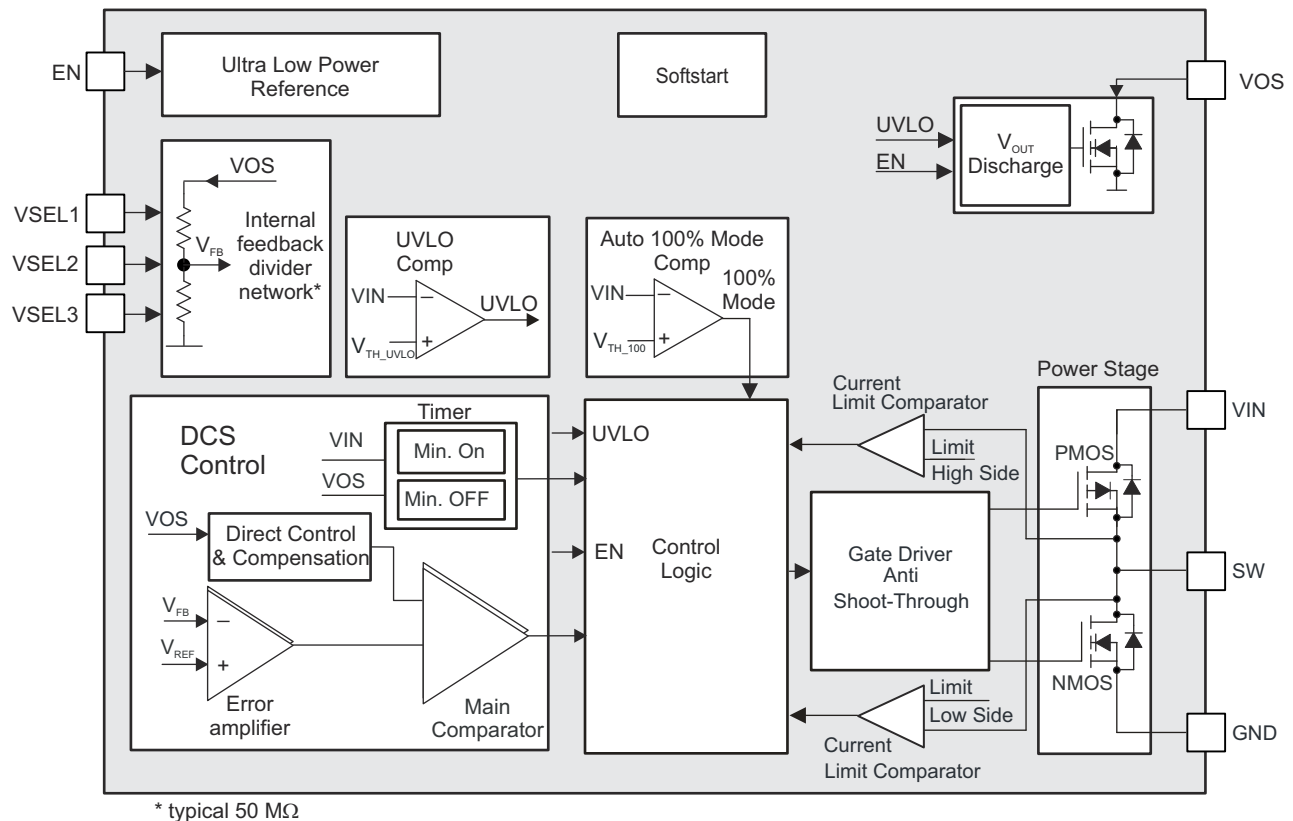 EN
Ultra Low Power
Reference
Softstart
VOS
UVLO
EN
V_OUT
Discharge
VSEL1
VSEL2
VSEL3
VOS
V_FB
Internal
feedback
divider
network*
UVLO
Comp
VIN
−
V_TH_UVLO
+
UVLO
Auto 100% Mode
Comp
100%
Mode
VIN
−
V_TH_100
+
DCS
Control
Timer
VIN
Min. On
VOS
Min. OFF
VOS
Direct Control
& Compensation
V_FB
−
V_REF
+
Error
amplifier
Main
Comparator
UVLO
EN
Control
Logic
Current
Limit Comparator
Limit
High Side
Gate Driver
Anti
Shoot-Through
Limit
Low Side
Current
Limit Comparator
Power Stage
PMOS
NMOS
VIN
SW
GND
* typical 50 MΩ